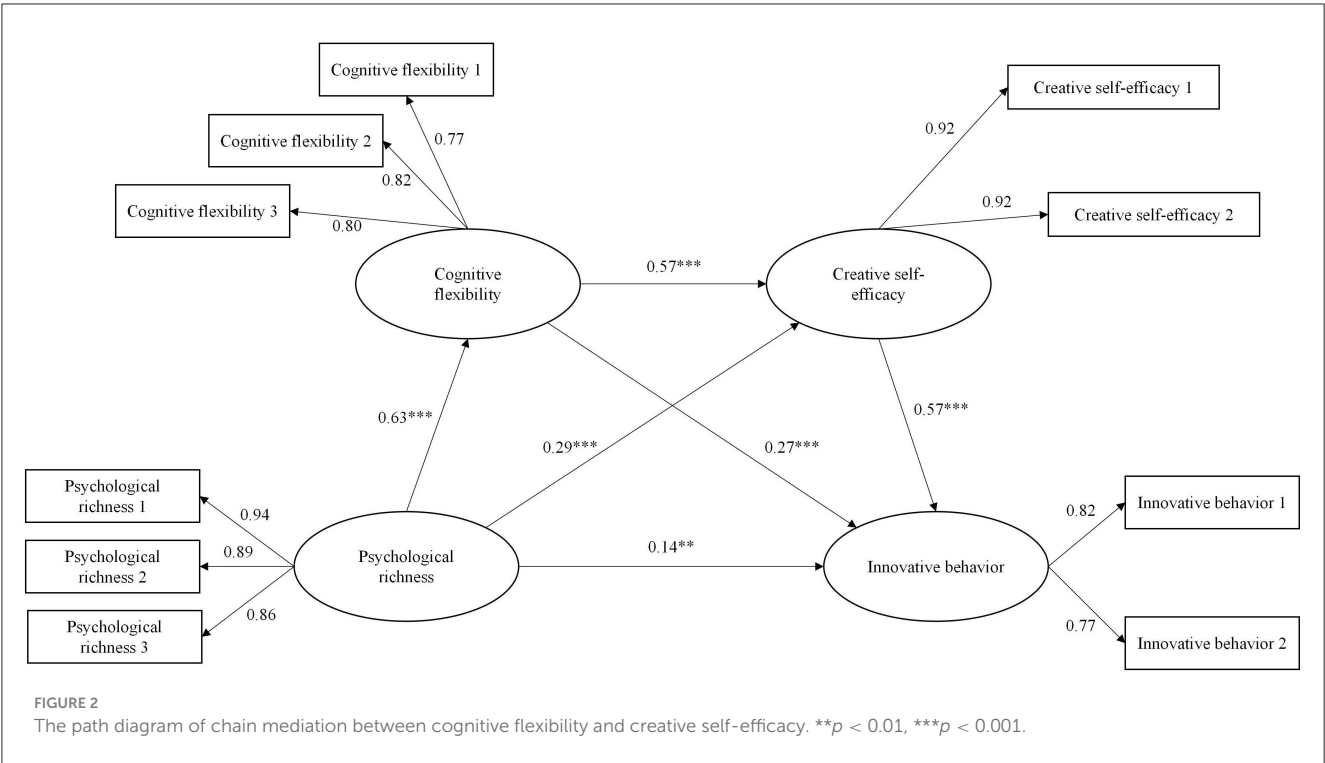 Cognitive flexibility 1
Creative self-efficacy 1
0.92
Cognitive flexibility 2
0.77
0.82
Cognitive flexibility 3
0.80
0.92
Creative self-efficacy 2
Cognitive
flexibility
0.57***
Creative self-
efficacy
0.63***
0.29***
0.27***
0.57***
Psychological
richness 1
0.94
Psychological
richness 2
0.89
Psychological
richness 3
0.86
Psychological
richness
0.14**
Innovative behavior
0.82
Innovative behavior 1
0.77
Innovative behavior 2
FIGURE 2
The path diagram of chain mediation between cognitive flexibility and creative self-efficacy. **p < 0.01, ***p < 0.001.